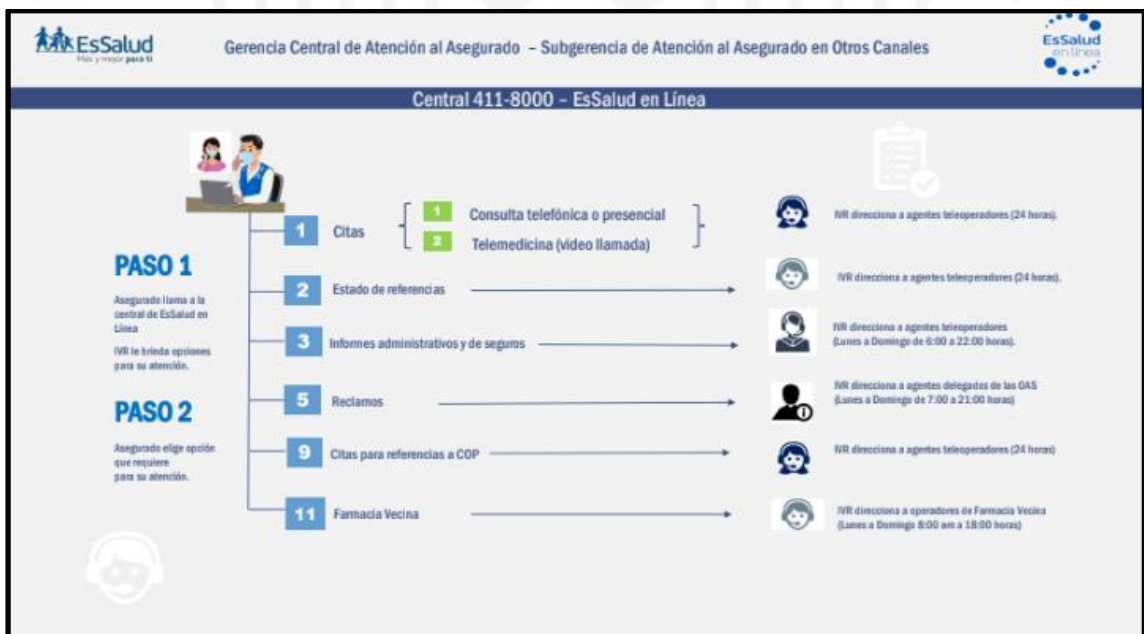 EsSalud
Más y mejor para ti
Gerencia Central de Atención al Asegurado – Subgerencia de Atención al Asegurado en Otros Canales
EsSalud
en línea
Central 411-8000 – EsSalud en Línea
PASO 1
Asegurado llama a la
central de EsSalud en
Línea
IVR le brinda opciones
para su atención.
PASO 2
Asegurado elige opción
que requiere
para su atención.
1 Citas
1 Consulta telefónica o presencial
2 Telemedicina (video llamada)
IVR direcciona a agentes teleoperadores (24 horas).
2 Estado de referencias
IVR direcciona a agentes teleoperadores (24 horas).
3 Informes administrativos y de seguros
IVR direcciona a agentes teleoperadores
(Lunes a Domingo de 6:00 a 22:00 horas).
5 Reclamos
IVR direcciona a agentes delegados de las OAS
(Lunes a Domingo de 7:00 a 21:00 horas)
9 Citas para referencias a COP
IVR direcciona a agentes teleoperadores (24 horas)
11 Farmacia Vecina
IVR direcciona a operadores de Farmacia Vecina
(Lunes a Domingo 8:00 am a 18:00 horas)